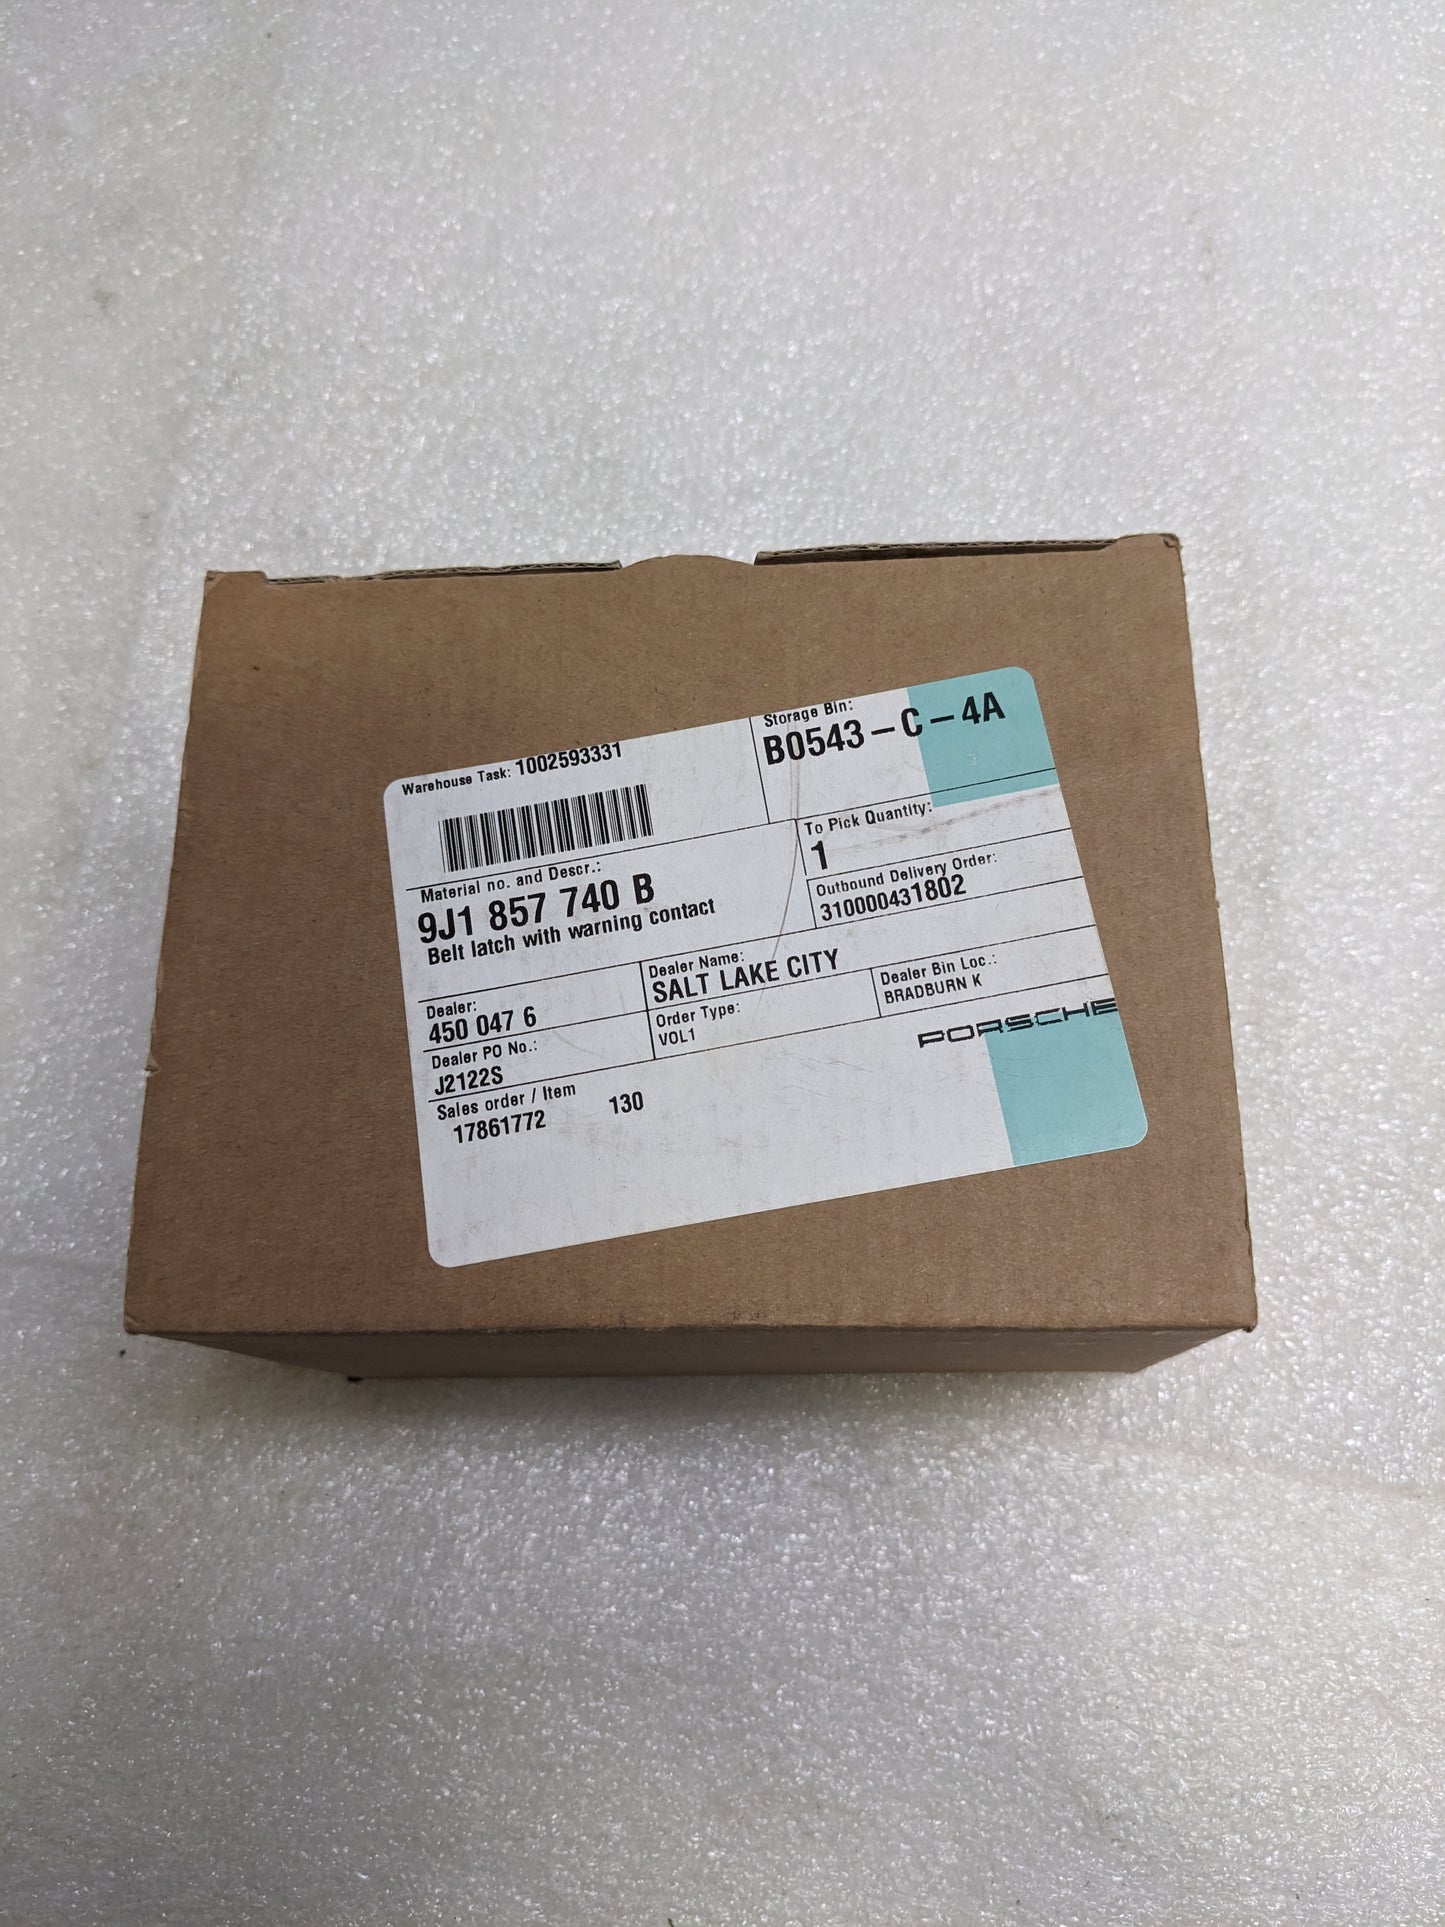 Warehouse Task: 1002593331
Storage Bin:
B0543-C-4A
To Pick Quantity:
1
Material no. and Descr.:
9J1 857 740 B
Belt latch with warning contact
Outbound Delivery Order:
310000431802
Dealer:
450 047 6
Dealer Name:
SALT LAKE CITY
Dealer PO No.:
J2122S
Order Type:
VOL1
Dealer Bin Loc.:
BRADBURN K
Sales order / Item
17861772 130
PORSCHE